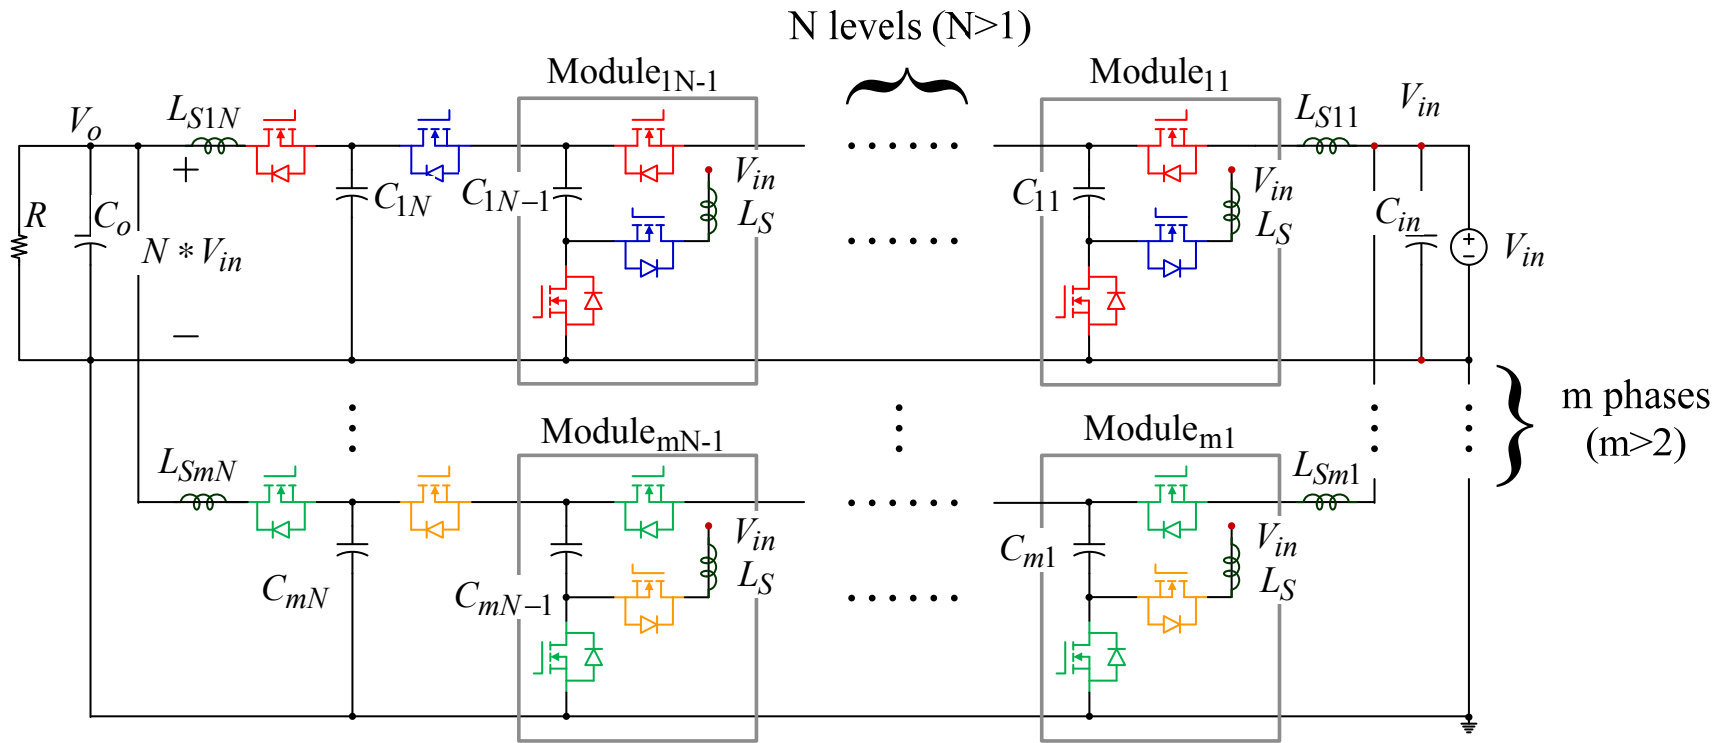 N levels (N>1)
Module1N-1
Module11
LS1N
Vo
LS11
Vin
+
C1N
C1N−1
Vin
LS
C11
Vin
LS
Cin
R
Co
N * Vin
+
−
Vin
−
m phases
(m>2)
ModulemN-1
Modulem1
LSmN
LSm1
CmN
CmN−1
Vin
LS
Cm1
Vin
LS